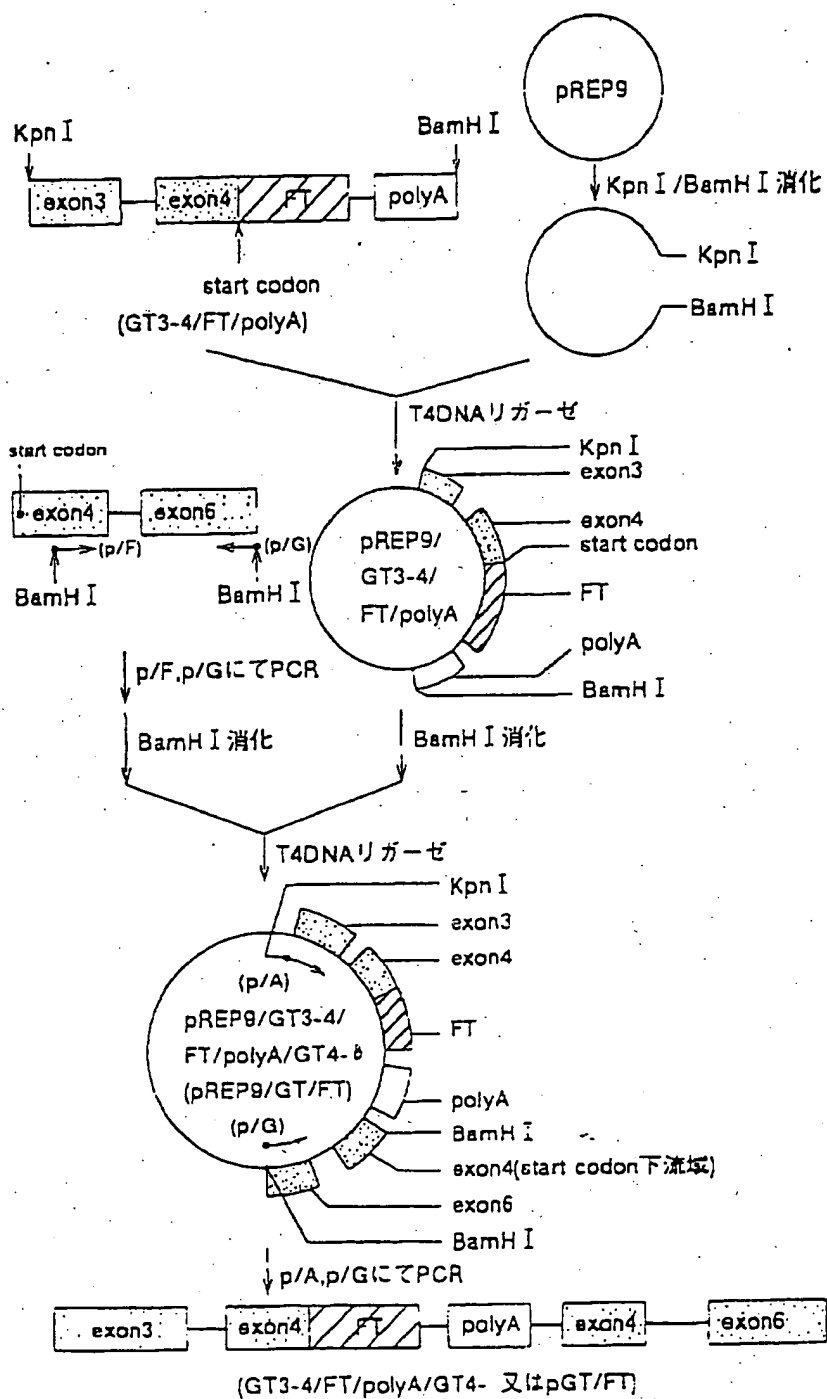 pREP9
Kpn I
BamH I
exon3
exon4
FT
polyA
Kpn I/BamH I 消化
Kpn I
BamH I
start codon
(GT3-4/FT/polyA)
T4DNAリガーゼ
start codon
exon4
exon6
(p/F)
(p/G)
BamH I
BamH I
Kpn I
exon3
exon4
start codon
FT
polyA
BamH I
pREP9/
GT3-4/
FT/polyA
p/F,p/GにてPCR
BamH I 消化
BamH I 消化
T4DNAリガーゼ
Kpn I
exon3
exon4
FT
polyA
BamH I
exon4(start codon下流域)
exon6
BamH I
(p/A)
pREP9/GT3-4/
FT/polyA/GT4-
(pREP9/GT/FT)
(p/G)
p/A,p/GにてPCR
exon3
exon4
FT
polyA
exon4
exon6
(GT3-4/FT/polyA/GT4- 又はpGT/FT)